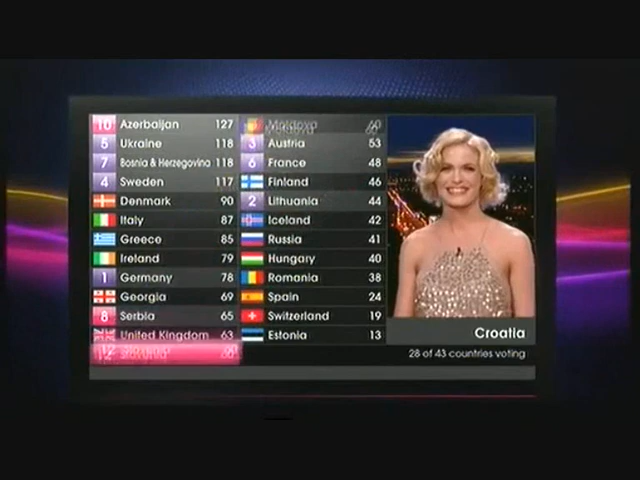 10 Azerbaijan 127
5 Ukraine 118
7 Bosnia & Herzegovina 118
4 Sweden 117
Denmark 90
Italy 87
Greece 85
Ireland 79
1 Germany 78
Georgia 69
8 Serbia 65
United Kingdom 63
12
Moldova 60
3 Austria 53
6 France 48
Finland 46
2 Lithuania 44
Iceland 42
Russia 41
Hungary 40
Romania 38
Spain 24
Switzerland 19
Estonia 13
Croatia
28 of 43 countries voting